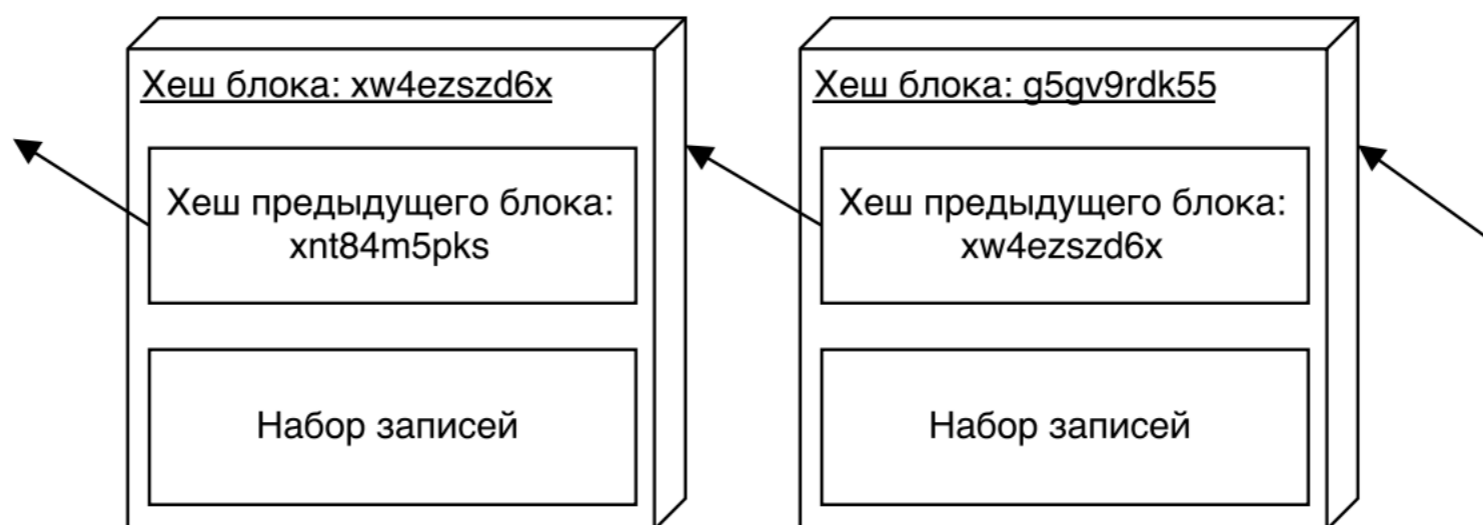 Хеш блока: xw4ezszd6x
Хеш предыдущего блока:
xnt84m5pks
Набор записей
Хеш блока: g5gv9rdk55
Хеш предыдущего блока:
xw4ezszd6x
Набор записей